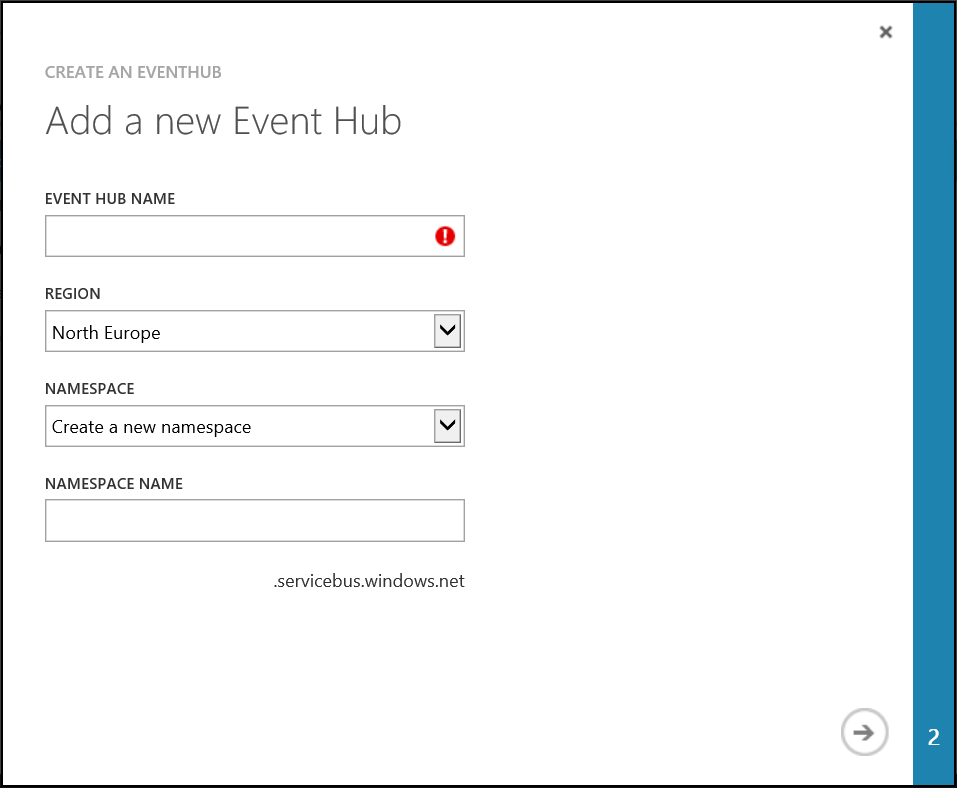 CREATE AN EVENTHUB
Add a new Event Hub
EVENT HUB NAME
REGION
North Europe
NAMESPACE
Create a new namespace
NAMESPACE NAME
.servicebus.windows.net
2